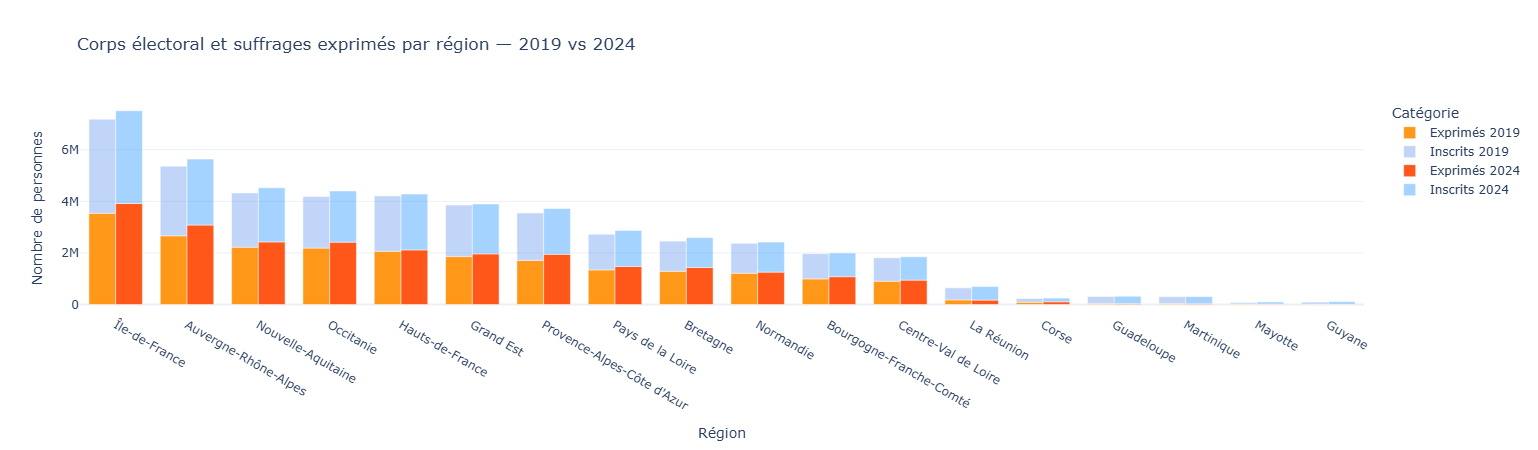 Corps électoral et suffrages exprimés par région — 2019 vs 2024
Catégorie
Exprimés 2019
Inscrits 2019
Exprimés 2024
Inscrits 2024
Nombre de personnes
6M
4M
2M
0
Île-de-France
Auvergne-Rhône-Alpes
Nouvelle-Aquitaine
Occitanie
Hauts-de-France
Grand Est
Provence-Alpes-Côte d'Azur
Pays de la Loire
Bretagne
Normandie
Bourgogne-Franche-Comté
Centre-Val de Loire
La Réunion
Corse
Guadeloupe
Martinique
Mayotte
Guyane
Région